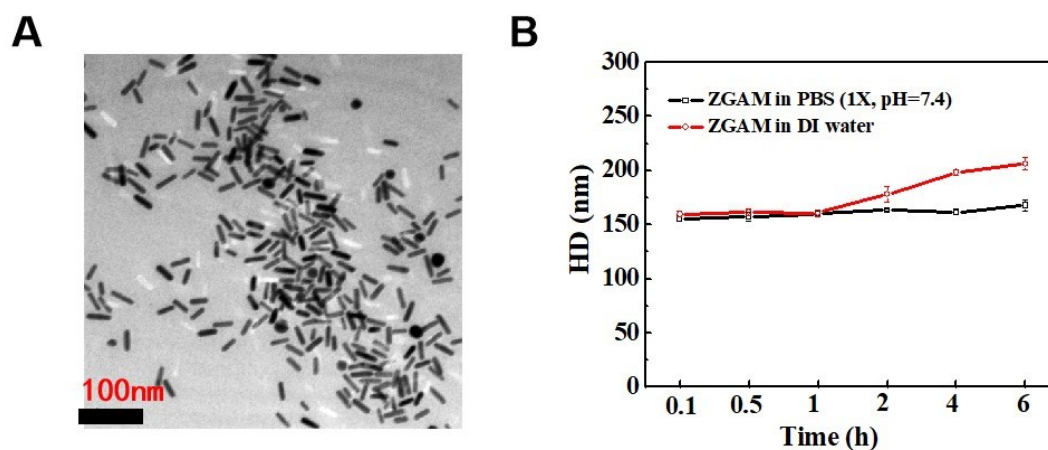 A
B
100nm
300
250
200
150
100
50
0
HD (nm)
ZGAM in PBS (1X, pH=7.4)
ZGAM in DI water
0.1 0.5 1 2 4 6
Time (h)